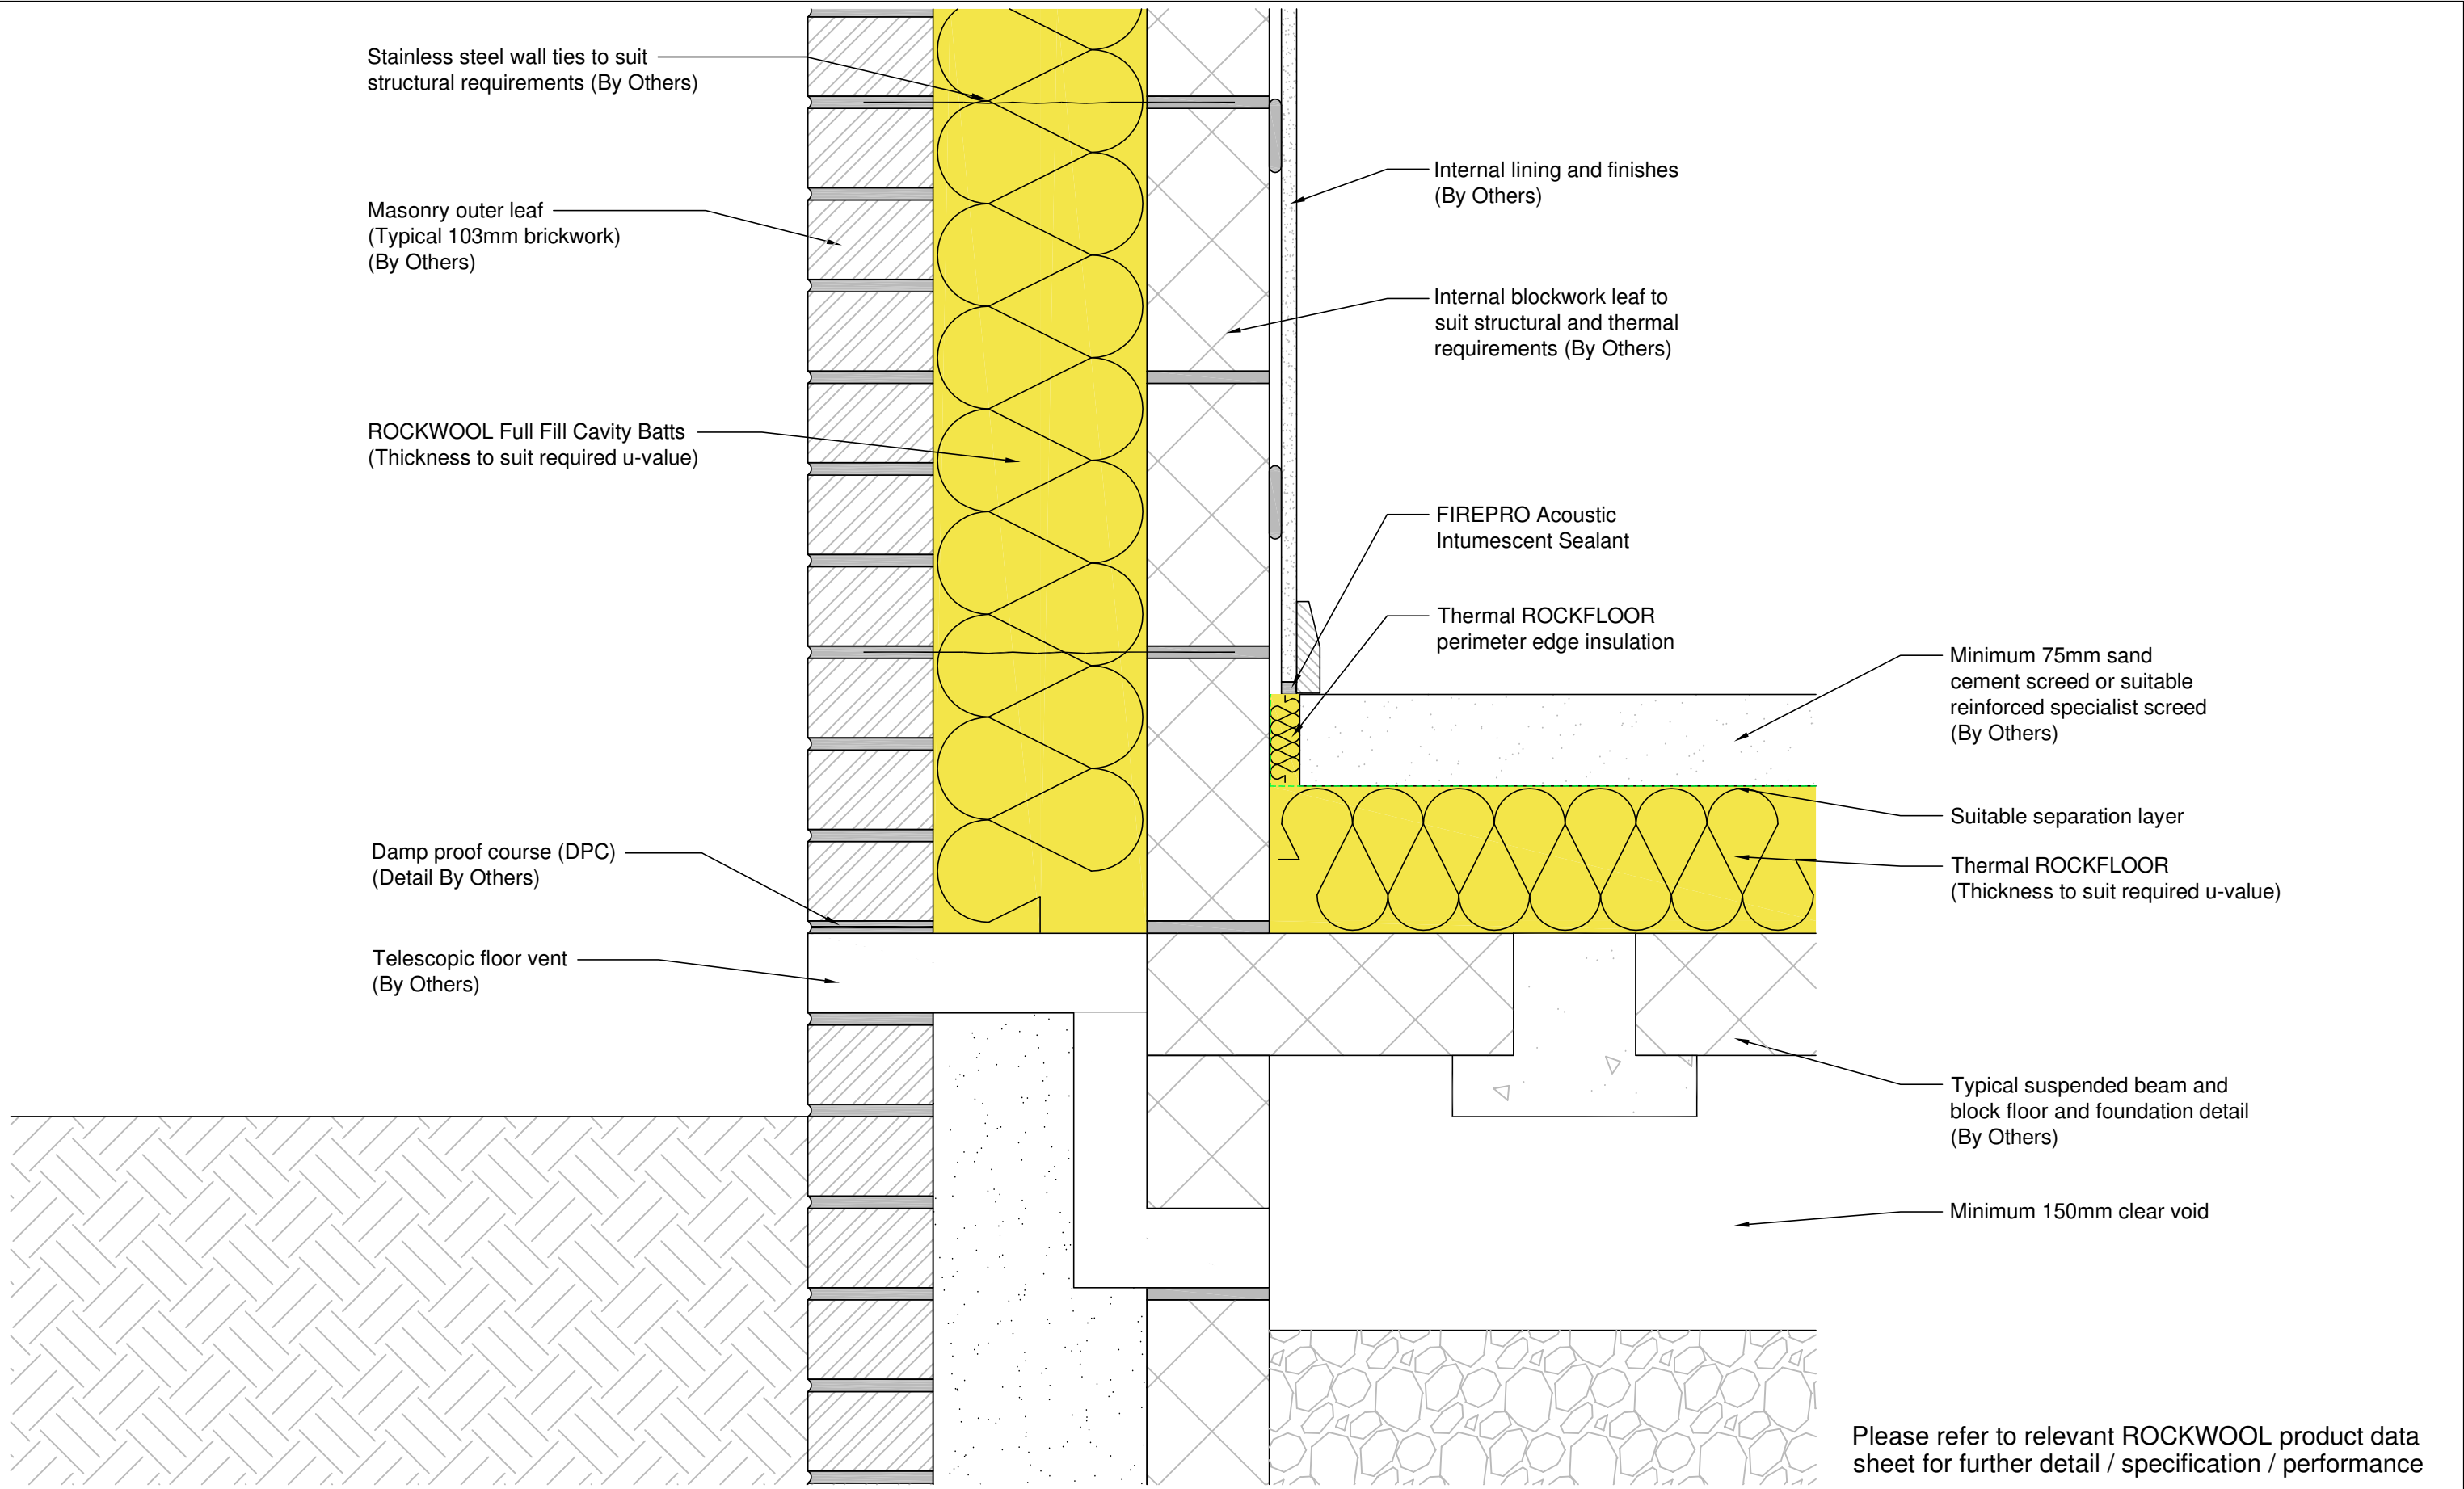 Stainless steel wall ties to suit
structural requirements (By Others)
Masonry outer leaf
(Typical 103mm brickwork)
(By Others)
ROCKWOOL Full Fill Cavity Batts
(Thickness to suit required u-value)
Damp proof course (DPC)
(Detail By Others)
Telescopic floor vent
(By Others)
Internal lining and finishes
(By Others)
Internal blockwork leaf to
suit structural and thermal
requirements (By Others)
FIREPRO Acoustic
Intumescent Sealant
Thermal ROCKFLOOR
perimeter edge insulation
Minimum 75mm sand
cement screed or suitable
reinforced specialist screed
(By Others)
Suitable separation layer
Thermal ROCKFLOOR
(Thickness to suit required u-value)
Typical suspended beam and
block floor and foundation detail
(By Others)
Minimum 150mm clear void
Please refer to relevant ROCKWOOL product data
sheet for further detail / specification / performance